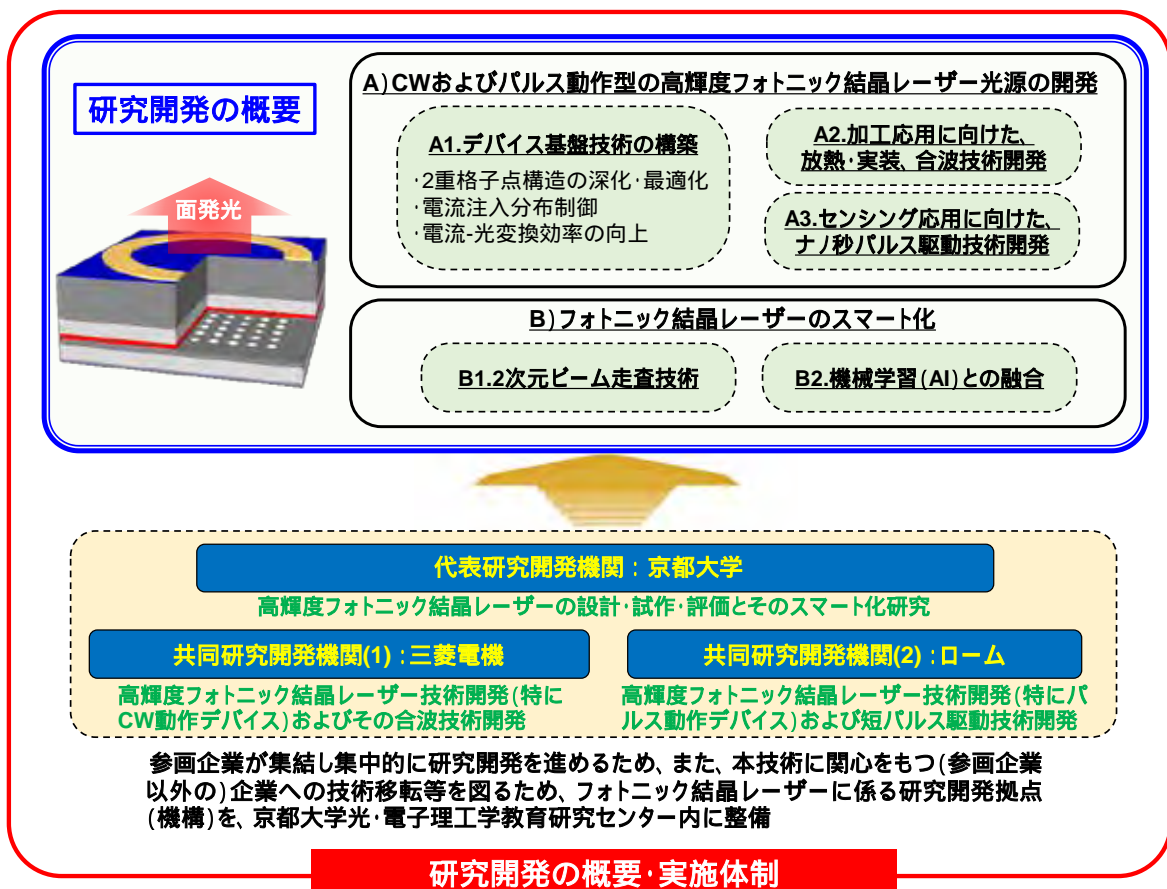 研究開発の概要
面発光
A)CWおよびパルス動作型の高輝度フォトニック結晶レーザー光源の開発
A1.デバイス基盤技術の構築
・2重格子点構造の深化・最適化
・電流注入分布制御
・電流-光変換効率の向上
A2.加工応用に向けた、
放熱・実装、合波技術開発
A3.センシング応用に向けた、
ナノ秒パルス駆動技術開発
B)フォトニック結晶レーザーのスマート化
B1.2次元ビーム走査技術
B2.機械学習(AI)との融合
代表研究開発機関：京都大学
高輝度フォトニック結晶レーザーの設計・試作・評価とそのスマート化研究
共同研究開発機関(1)：三菱電機
高輝度フォトニック結晶レーザー技術開発(特に
CW動作デバイス)およびその合波技術開発
共同研究開発機関(2)：ローム
高輝度フォトニック結晶レーザー技術開発(特にパ
ルス動作デバイス)および短パルス駆動技術開発
参画企業が集結し集中的に研究開発を進めるため、また、本技術に関心をもつ(参画企業
以外の)企業への技術移転等を図るため、フォトニック結晶レーザーに係る研究開発拠点
(機構)を、京都大学光・電子理工学教育研究センター内に整備
研究開発の概要・実施体制